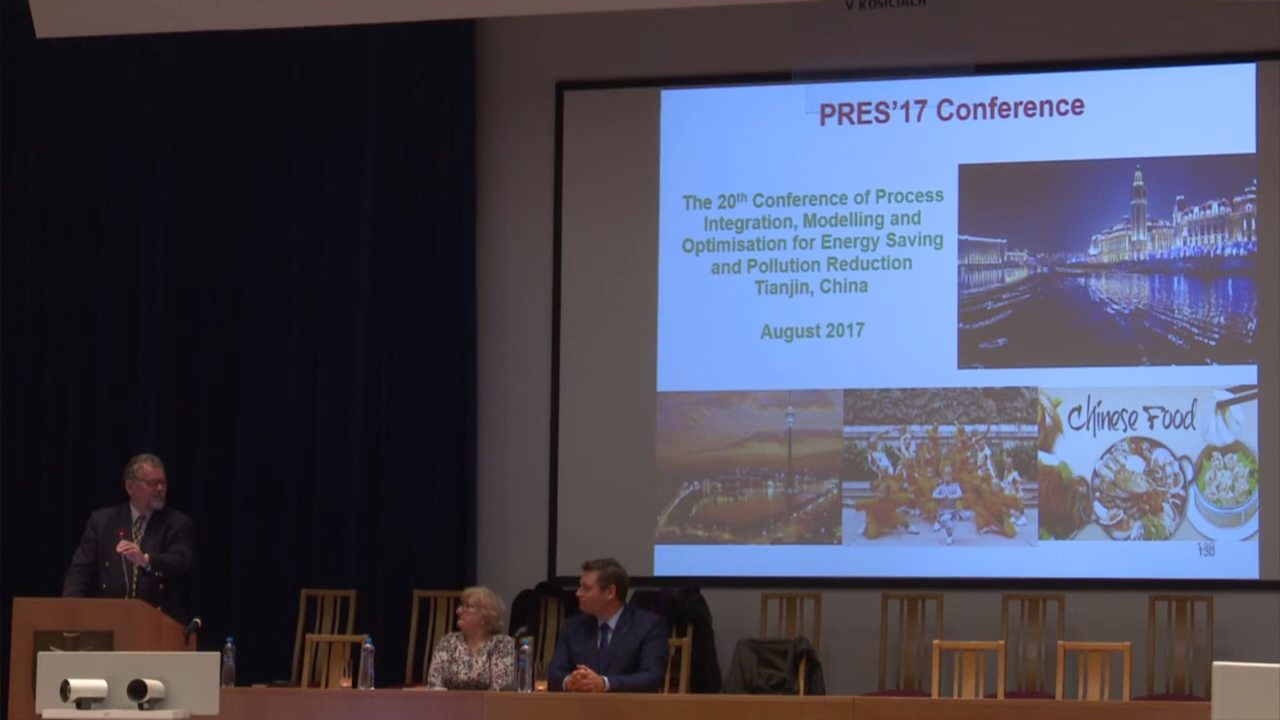 V KOŠICIACH
PRES'17 Conference
The 20th Conference of Process
Integration, Modelling and
Optimisation for Energy Saving
and Pollution Reduction
Tianjin, China
August 2017
Chinese Food
138